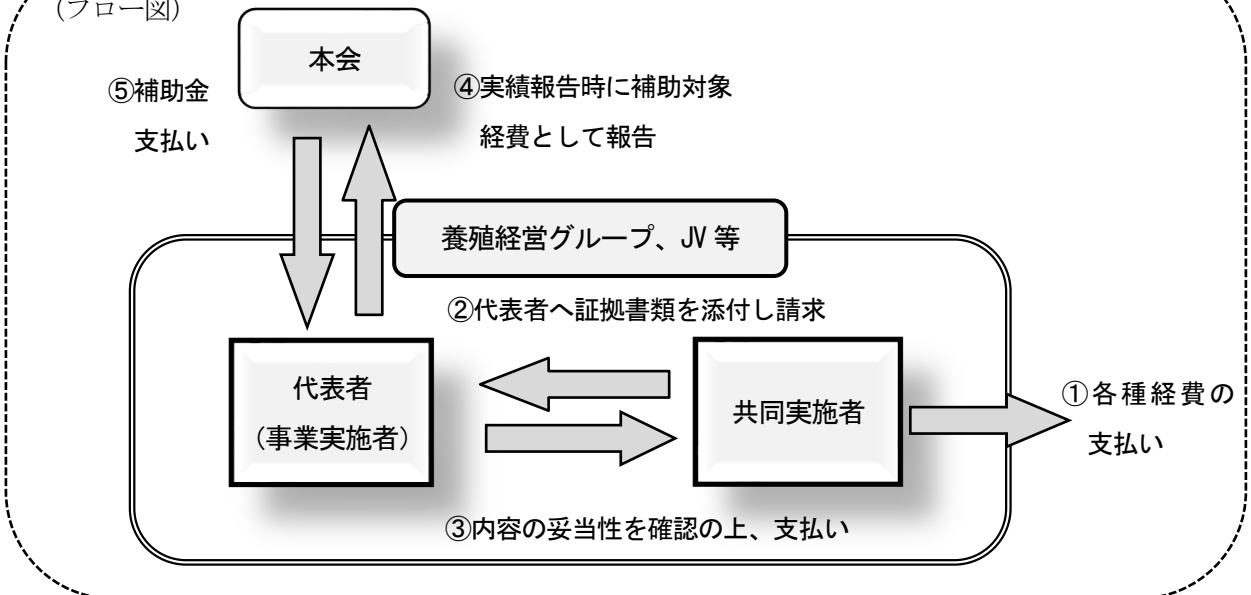 (フロー図)
本会
⑤補助金
支払い
④実績報告時に補助対象
経費として報告
養殖経営グループ、JV 等
②代表者へ証拠書類を添付し請求
代表者
(事業実施者)
共同実施者
①各種経費の
支払い
③内容の妥当性を確認の上、支払い